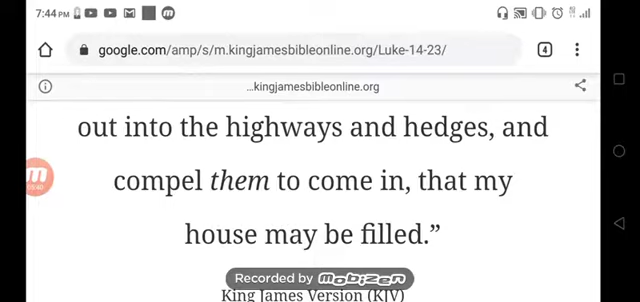 7:44 PM
google.com/amp/s/m.kingjamesbibleonline.org/Luke-14-23/
4
...kingjamesbibleonline.org
out into the highways and hedges, and
compel them to come in, that my
house may be filled.”
Recorded by mobizen
King James Version (KJV)